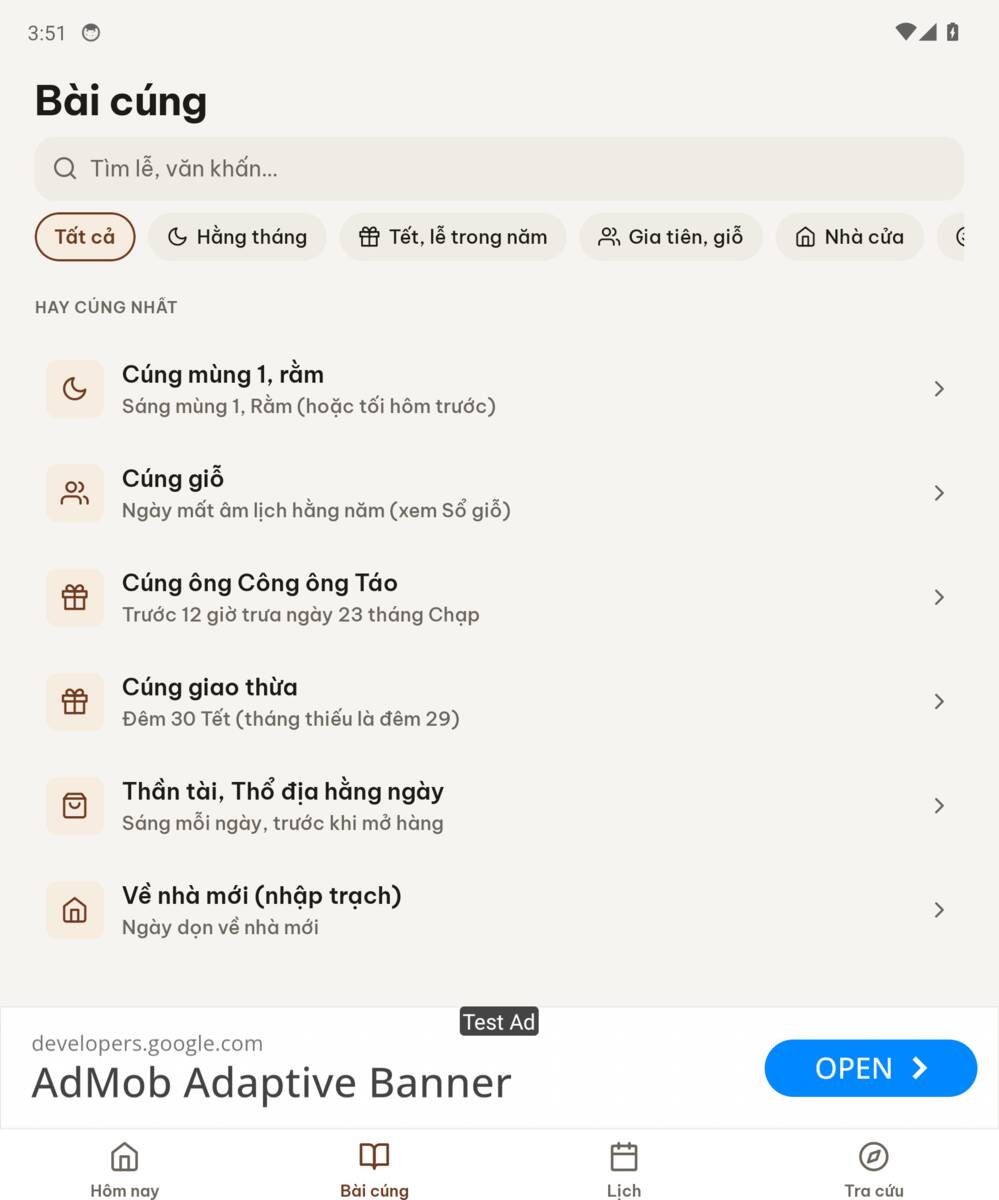 3:51
Bài cúng
Tìm lễ, văn khấn...
Tất cả
Hằng tháng
Tết, lễ trong năm
Gia tiên, giỗ
Nhà cửa
HAY CÚNG NHẤT
Cúng mùng 1, rằm
Sáng mùng 1, Rằm (hoặc tối hôm trước)
Cúng giỗ
Ngày mất âm lịch hằng năm (xem Sổ giỗ)
Cúng ông Công ông Táo
Trước 12 giờ trưa ngày 23 tháng Chạp
Cúng giao thừa
Đêm 30 Tết (tháng thiếu là đêm 29)
Thần tài, Thổ địa hằng ngày
Sáng mỗi ngày, trước khi mở hàng
Về nhà mới (nhập trạch)
Ngày dọn về nhà mới
Test Ad
developers.google.com
AdMob Adaptive Banner
OPEN
Hôm nay
Bài cúng
Lịch
Tra cứu